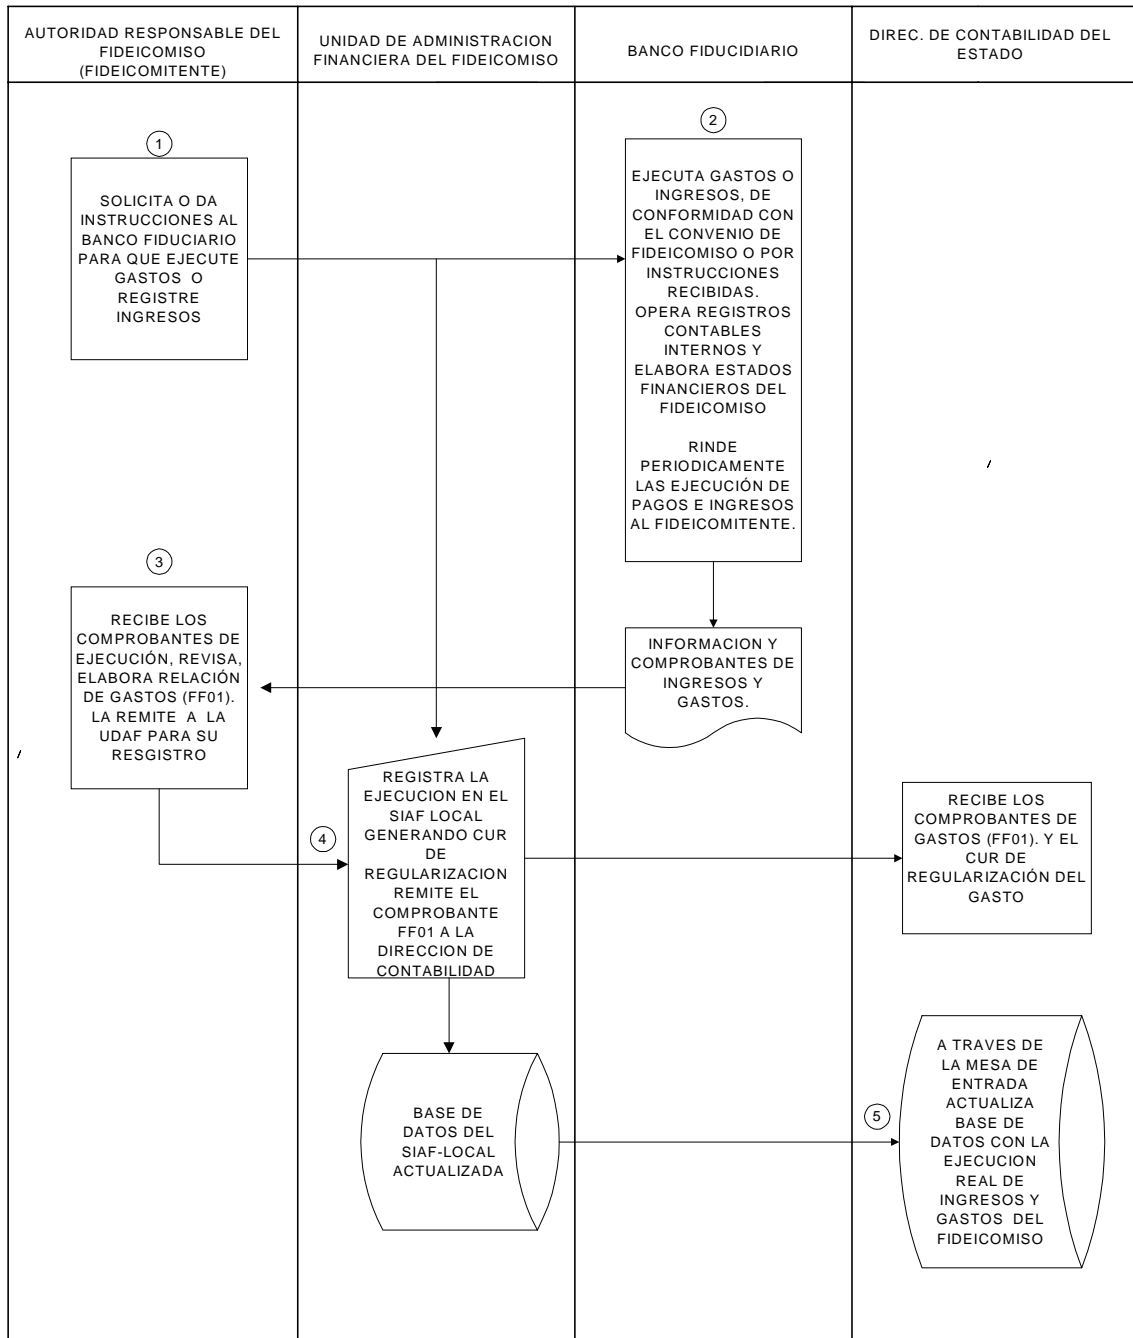 AUTORIDAD RESPONSABLE DEL
FIDEICOMISO
(FIDEICOMITENTE)
UNIDAD DE ADMINISTRACION
FINANCIERA DEL FIDEICOMISO
BANCO FIDUCIDIARIO
DIREC. DE CONTABILIDAD DEL
ESTADO
1
SOLICITA O DA
INSTRUCCIONES AL
BANCO FIDUCIARIO
PARA QUE EJECUTE
GASTOS O
REGISTRE
INGRESOS
2
EJECUTA GASTOS O
INGRESOS, DE
CONFORMIDAD CON
EL CONVENIO DE
FIDEICOMISO O POR
INSTRUCCIONES
RECIBIDAS.
OPERA REGISTROS
CONTABLES
INTERNOS Y
ELABORA ESTADOS
FINANCIEROS DEL
FIDEICOMISO
RINDE
PERIODICAMENTE
LAS EJECUCIÓN DE
PAGOS E INGRESOS
AL FIDEICOMITENTE.
INFORMACION Y
COMPROBANTES DE
INGRESOS Y
GASTOS.
3
RECIBE LOS
COMPROBANTES DE
EJECUCIÓN, REVISA,
ELABORA RELACIÓN
DE GASTOS (FF01).
LA REMITE A LA
UDAF PARA SU
RESGISTRO
4
REGISTRA LA
EJECUCION EN EL
SIAF LOCAL
GENERANDO CUR
DE
REGULARIZACION
REMITE EL
COMPROBANTE
FF01 A LA
DIRECCION DE
CONTABILIDAD
RECIBE LOS
COMPROBANTES DE
GASTOS (FF01). Y EL
CUR DE
REGULARIZACIÓN DEL
GASTO
BASE DE
DATOS DEL
SIAF-LOCAL
ACTUALIZADA
5
A TRAVES DE
LA MESA DE
ENTRADA
ACTUALIZA
BASE DE
DATOS CON LA
EJECUCION
REAL DE
INGRESOS Y
GASTOS DEL
FIDEICOMISO